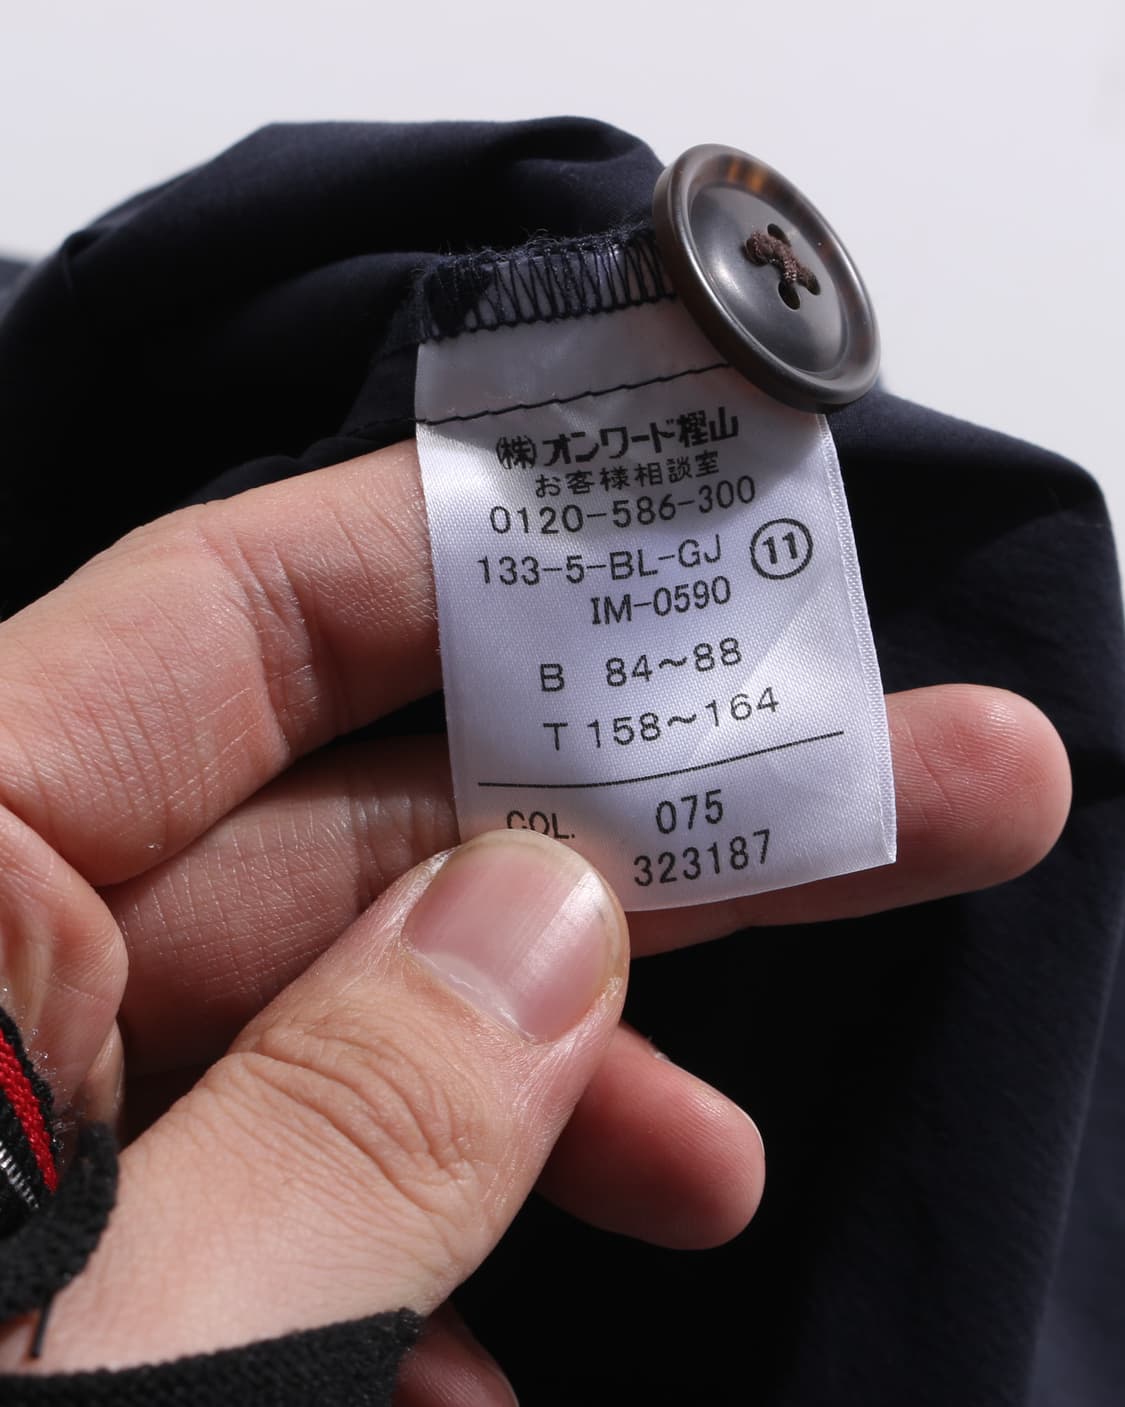 ㈱オンワード樫山
お客様相談室
0120-586-300
133-5-BL-GJ ⑪
IM-0590
B 84~88
T 158~164
COL. 075
323187